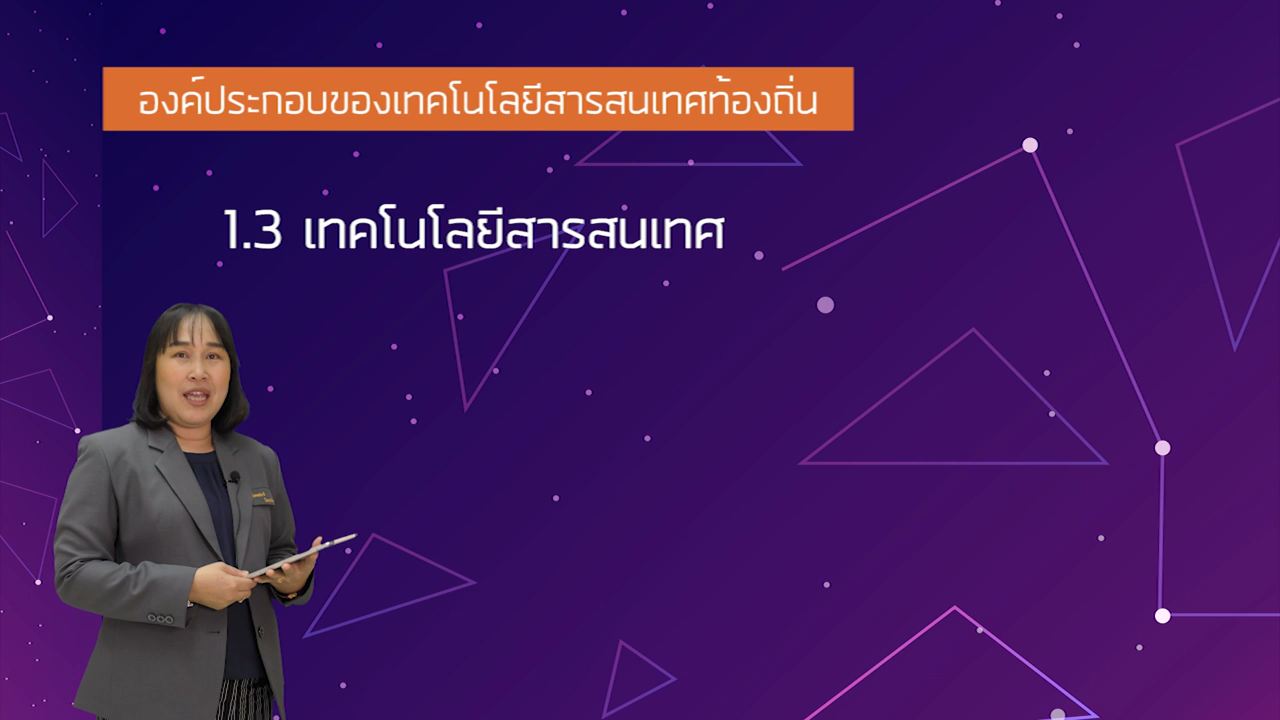 องค์ประกอบของเทคโนโลยีสารสนเทศท้องถิ่น
1.3 เทคโนโลยีสารสนเทศ